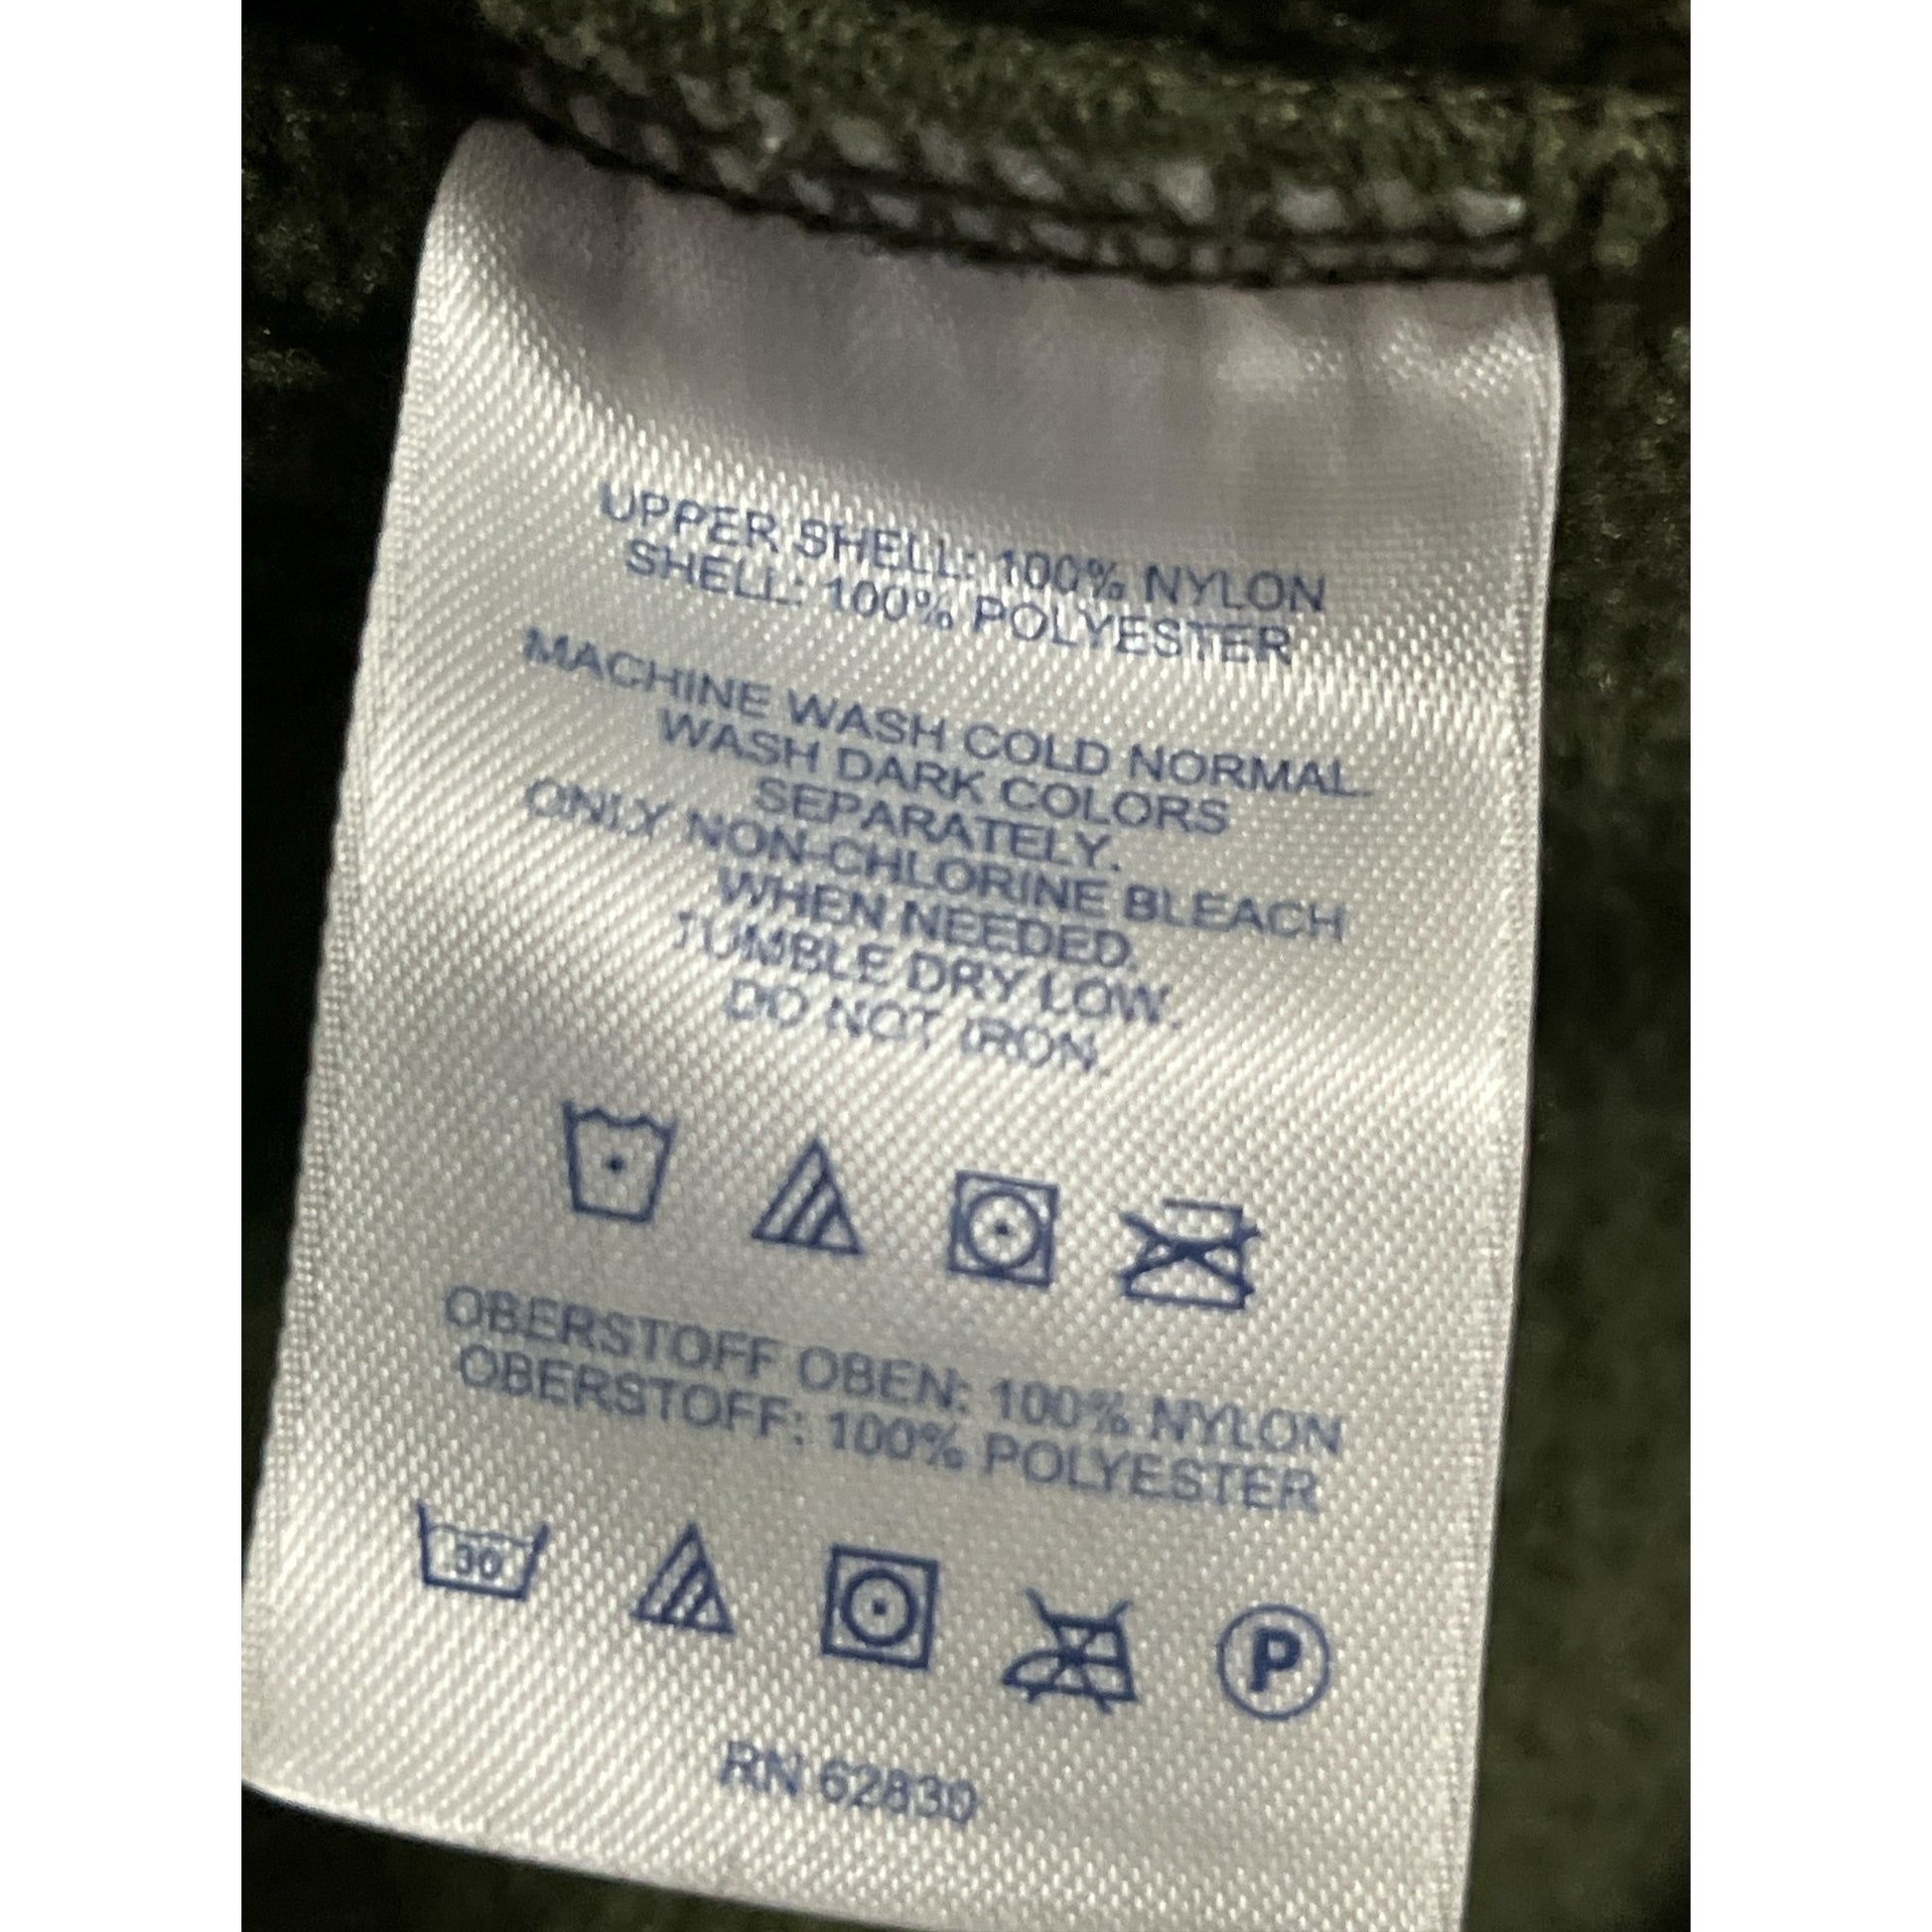 UPPER SHELL: 100% NYLON
SHELL: 100% POLYESTER
MACHINE WASH COLD NORMAL.
WASH DARK COLORS
SEPARATELY.
ONLY NON-CHLORINE BLEACH
WHEN NEEDED.
TUMBLE DRY LOW.
DO NOT IRON.
OBERSTOFF OBEN: 100% NYLON
OBERSTOFF: 100% POLYESTER
30
P
RN 62830